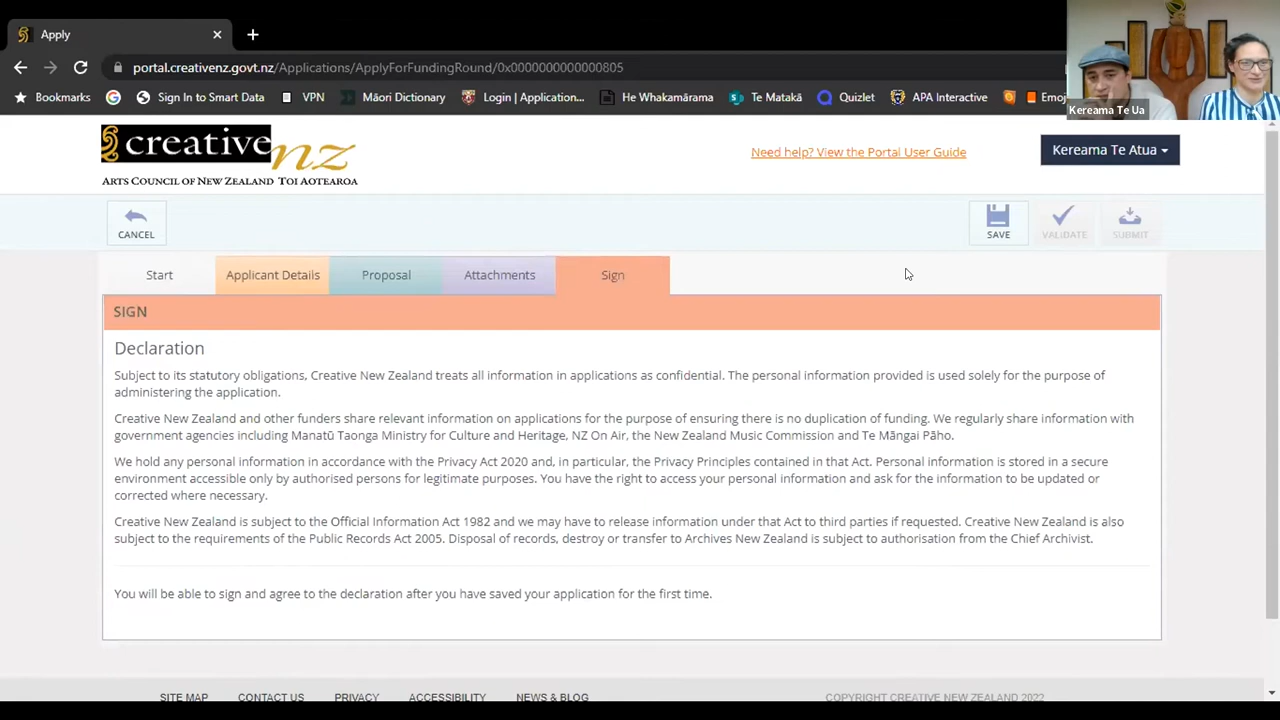 Apply
portal.creativenz.govt.nz/Applications/ApplyForFundingRound/0x0000000000000805
Bookmarks Sign In to Smart Data VPN Māori Dictionary Login | Application... He Whakamārama Te Matakā Quizlet APA Interactive Emoj
Kereama Te Ua
creative nz
ARTS COUNCIL OF NEW ZEALAND TOI AOTEAROA
Need help? View the Portal User Guide
Kereama Te Atua
CANCEL
SAVE VALIDATE SUBMIT
Start Applicant Details Proposal Attachments Sign
SIGN
Declaration
Subject to its statutory obligations, Creative New Zealand treats all information in applications as confidential. The personal information provided is used solely for the purpose of
administering the application.
Creative New Zealand and other funders share relevant information on applications for the purpose of ensuring there is no duplication of funding. We regularly share information with
government agencies including Manatū Taonga Ministry for Culture and Heritage, NZ On Air, the New Zealand Music Commission and Te Māngai Pāho.
We hold any personal information in accordance with the Privacy Act 2020 and, in particular, the Privacy Principles contained in that Act. Personal information is stored in a secure
environment accessible only by authorised persons for legitimate purposes. You have the right to access your personal information and ask for the information to be updated or
corrected where necessary.
Creative New Zealand is subject to the Official Information Act 1982 and we may have to release information under that Act to third parties if requested. Creative New Zealand is also
subject to the requirements of the Public Records Act 2005. Disposal of records, destroy or transfer to Archives New Zealand is subject to authorisation from the Chief Archivist.
You will be able to sign and agree to the declaration after you have saved your application for the first time.
SITE MAP CONTACT US PRIVACY ACCESSIBILITY NEWS & BLOG COPYRIGHT CREATIVE NEW ZEALAND 2022